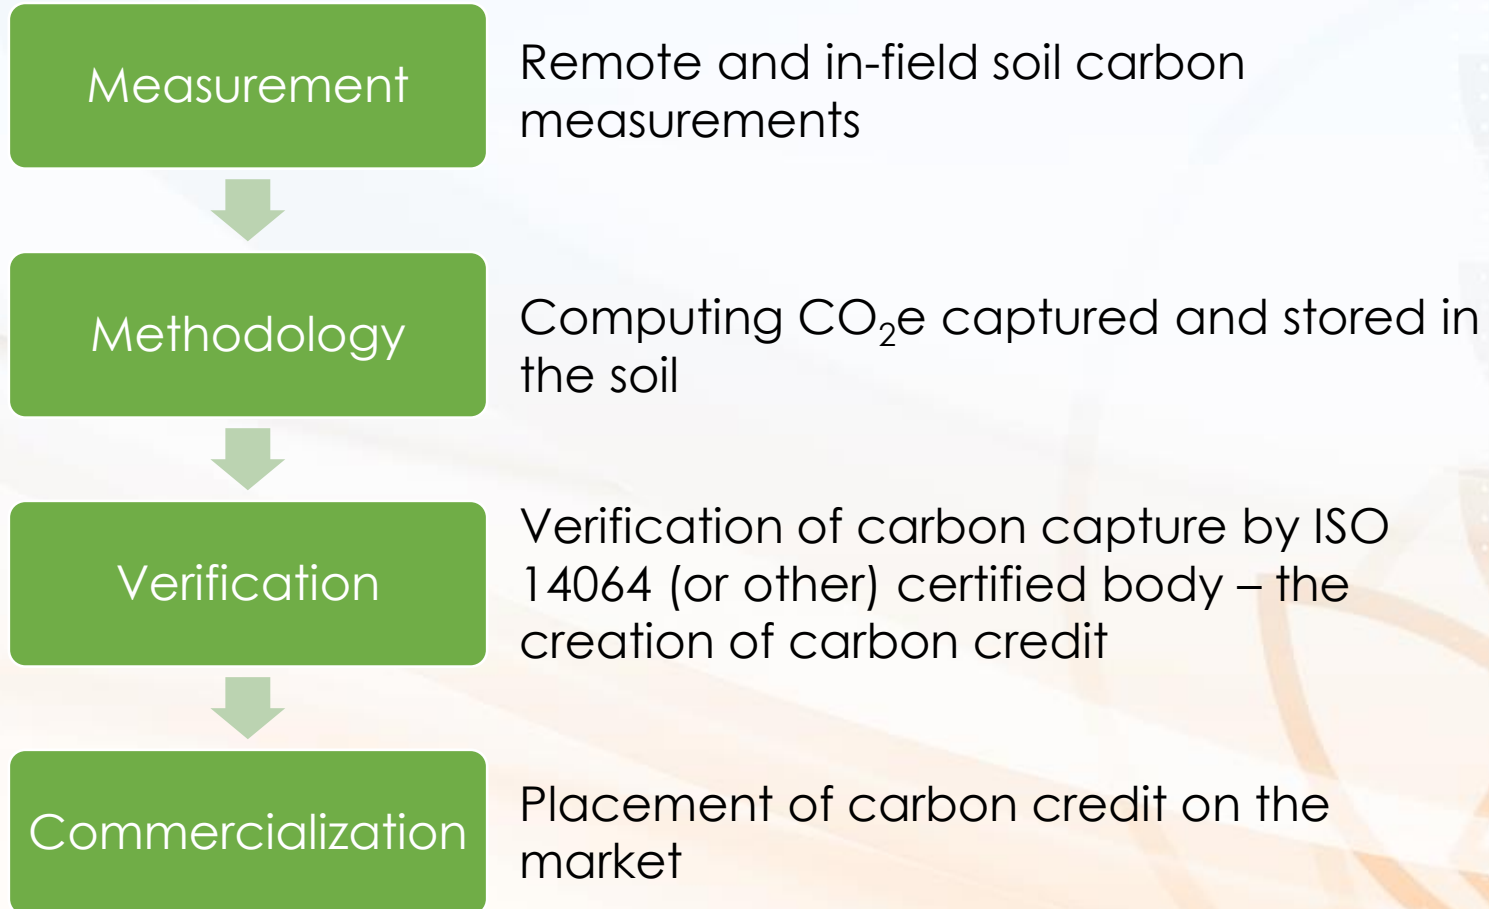 Measurement
Remote and in-field soil carbon
measurements
Methodology
Computing CO₂e captured and stored in
the soil
Verification
Verification of carbon capture by ISO
14064 (or other) certified body – the
creation of carbon credit
Commercialization
Placement of carbon credit on the
market